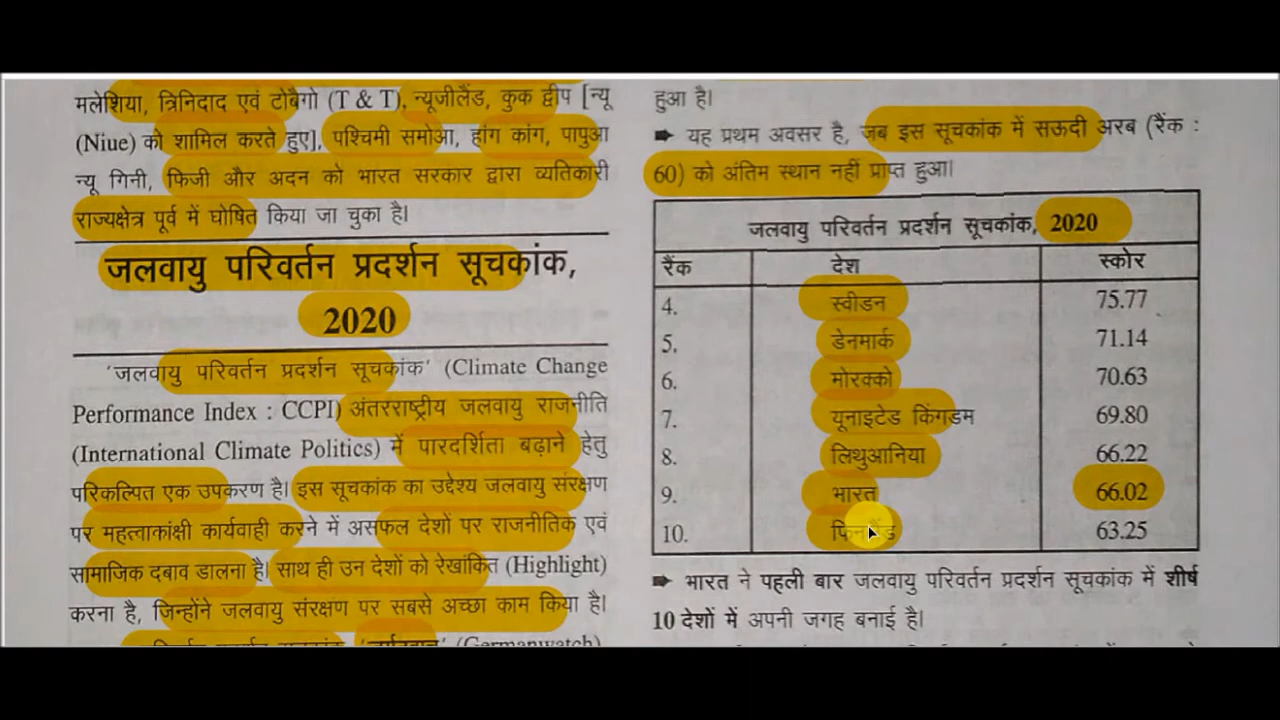 मलेशिया, त्रिनिदाद एवं टोबैगो (T & T), न्यूजीलैंड, कुक द्वीप [न्यू
(Niue) को शामिल करते हुए], पश्चिमी समोआ, हांग कांग, पापुआ
न्यू गिनी, फिजी और अदन को भारत सरकार द्वारा व्यतिकारी
राज्यक्षेत्र पूर्व में घोषित किया जा चुका है।
जलवायु परिवर्तन प्रदर्शन सूचकांक,
2020
‘जलवायु परिवर्तन प्रदर्शन सूचकांक’ (Climate Change
Performance Index : CCPI) अंतरराष्ट्रीय जलवायु राजनीति
(International Climate Politics) में पारदर्शिता बढ़ाने हेतु
परिकल्पित एक उपकरण है। इस सूचकांक का उद्देश्य जलवायु संरक्षण
पर महत्वाकांक्षी कार्यवाही करने में असफल देशों पर राजनीतिक एवं
सामाजिक दबाव डालना है। साथ ही उन देशों को रेखांकित (Highlight)
करना है, जिन्होंने जलवायु संरक्षण पर सबसे अच्छा काम किया है।
(Germanwatch)
हुआ है।
➡ यह प्रथम अवसर है, जब इस सूचकांक में सऊदी अरब (रैंक :
60) को अंतिम स्थान नहीं प्राप्त हुआ।
जलवायु परिवर्तन प्रदर्शन सूचकांक, 2020
रैंक देश स्कोर
4. स्वीडन 75.77
5. डेनमार्क 71.14
6. मोरक्को 70.63
7. यूनाइटेड किंगडम 69.80
8. लिथुआनिया 66.22
9. भारत 66.02
10. फिनलैंड 63.25
➡ भारत ने पहली बार जलवायु परिवर्तन प्रदर्शन सूचकांक में शीर्ष
10 देशों में अपनी जगह बनाई है।